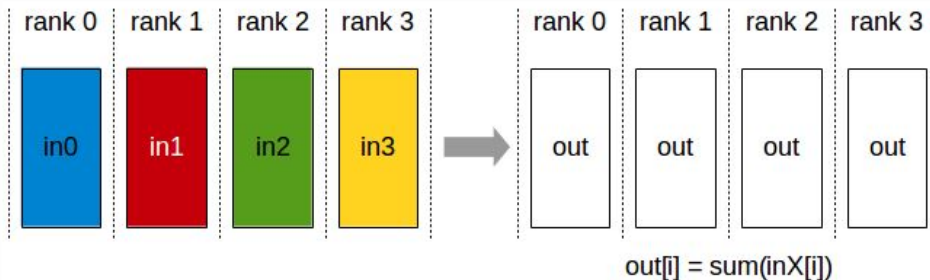 rank 0 rank 1 rank 2 rank 3 rank 0 rank 1 rank 2 rank 3
in0 in1 in2 in3 out out out out
out[i] = sum(inX[i])